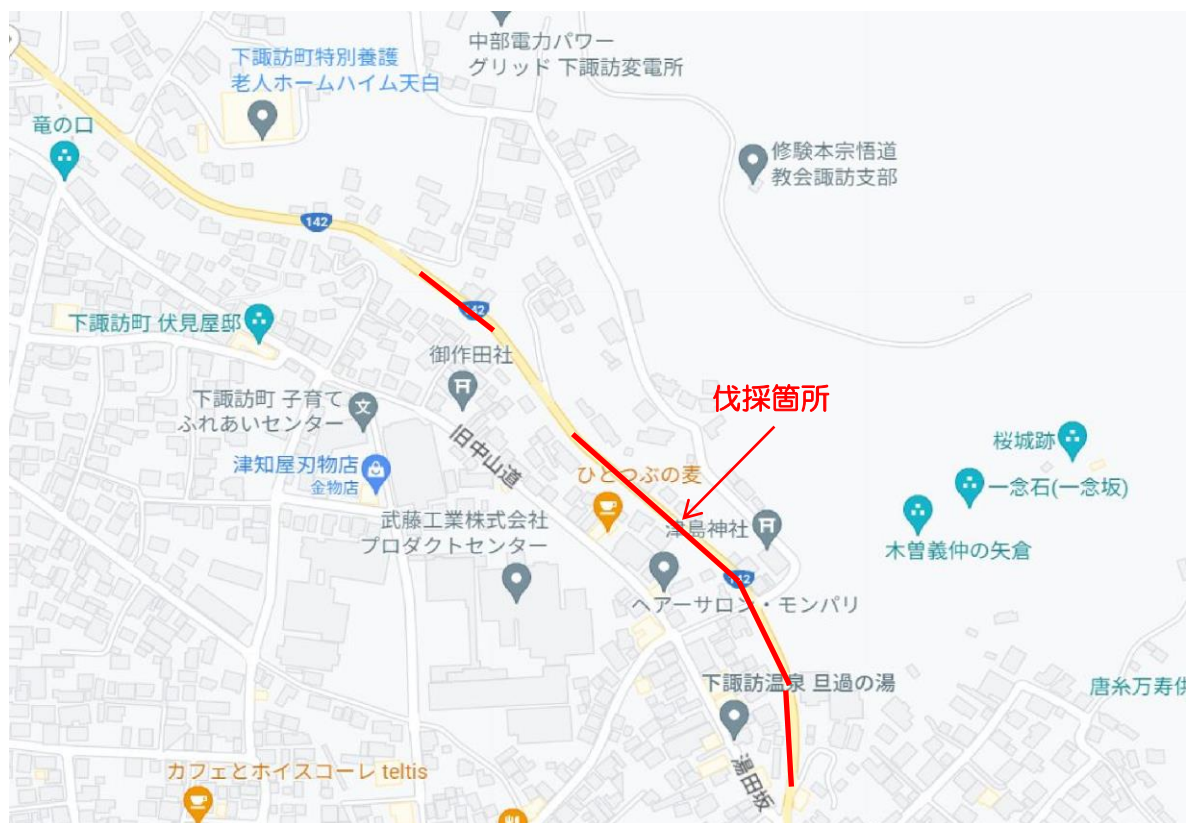 中部電力パワー
グリッド 下諏訪変電所
下諏訪町特別養護
老人ホームハイム天白
竜の口
修験本宗悟道
教会諏訪支部
142
142
下諏訪町 伏見屋邸
御作田社
伐採箇所
下諏訪町 子育て
ふれあいセンター
旧中山道
桜城跡
津知屋刃物店
金物店
ひとつぶの麦
一念石(一念坂)
武藤工業株式会社
プロダクトセンター
津島神社
木曽義仲の矢倉
142
ヘアーサロン・モンパリ
下諏訪温泉 旦過の湯
唐糸万寿供
湯田坂
カフェとホイスコーレ teltis